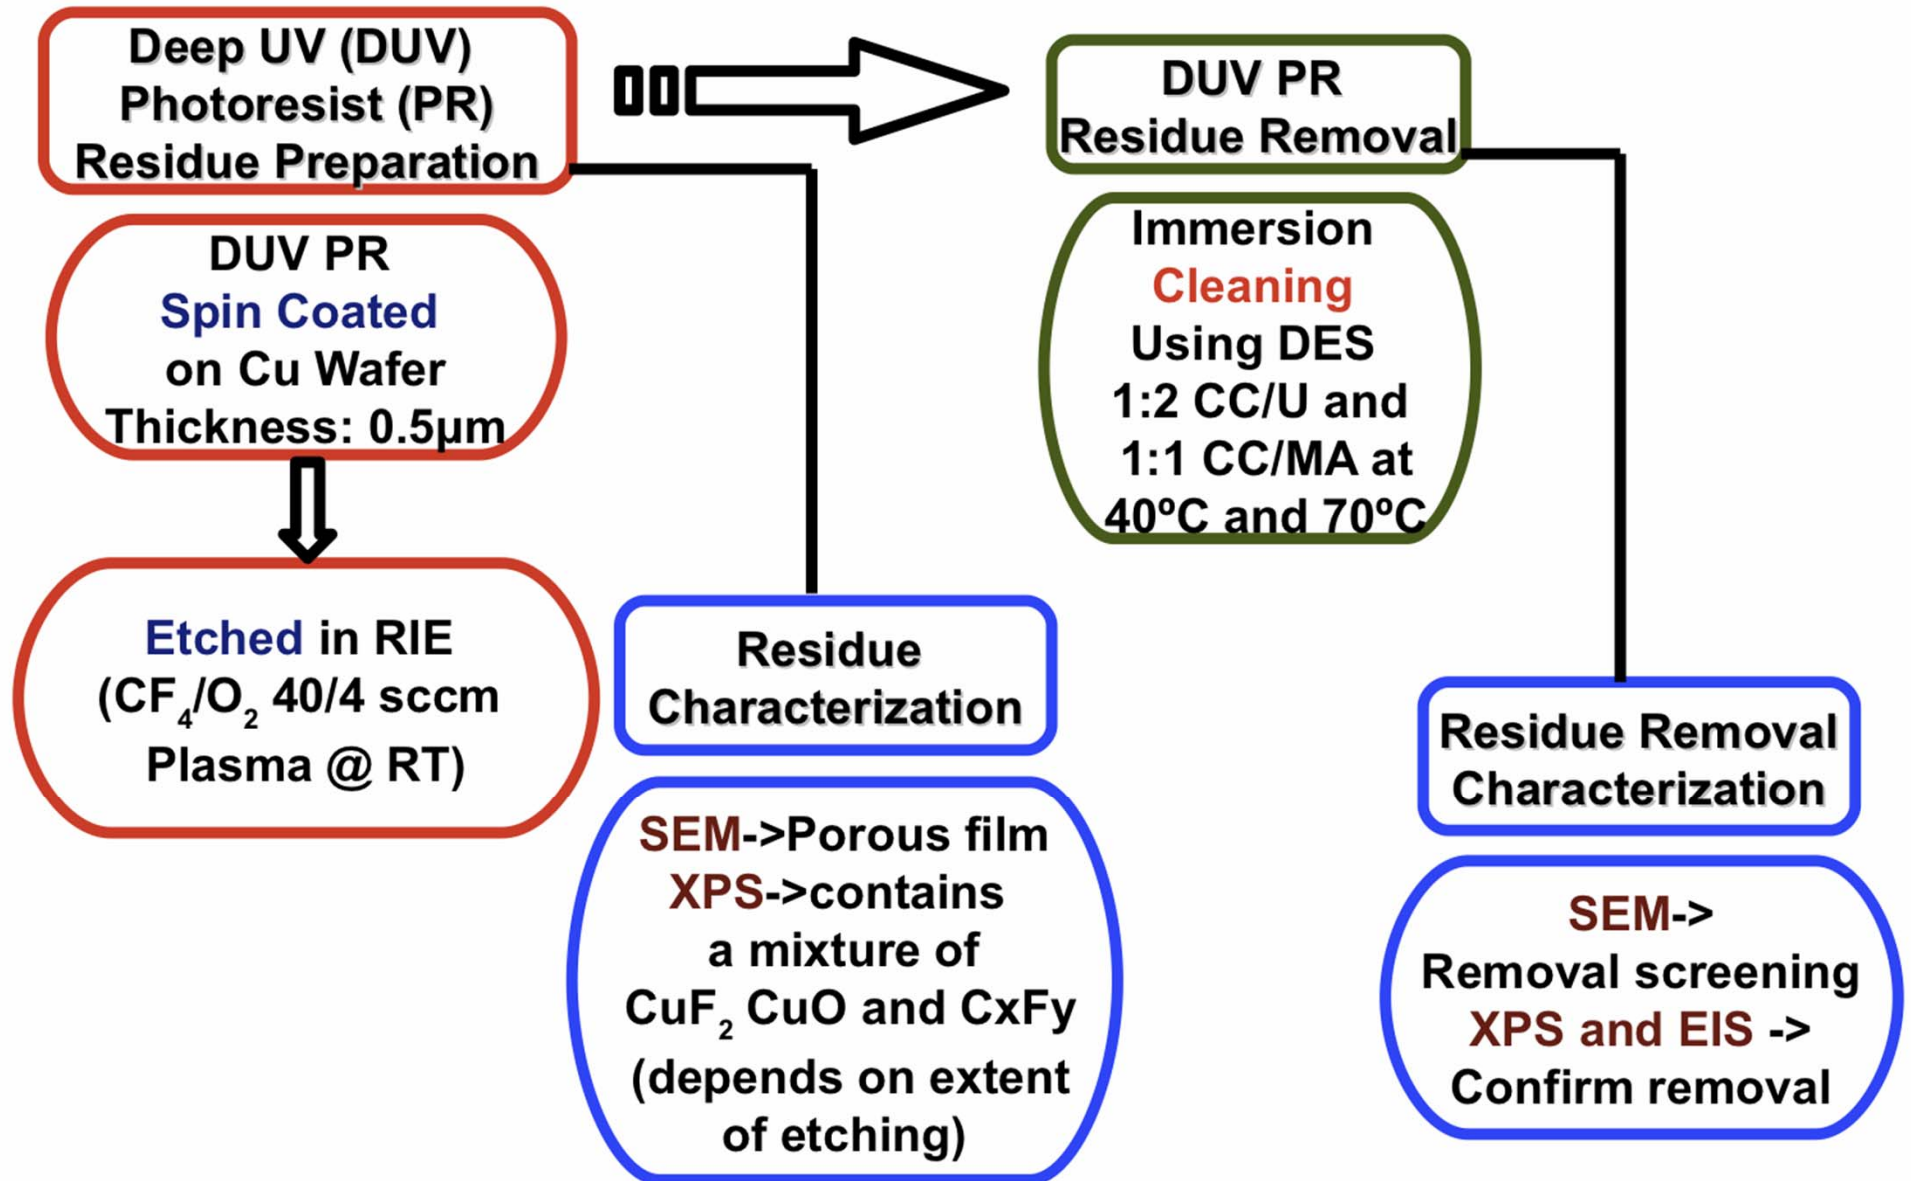 Deep UV (DUV)
Photoresist (PR)
Residue Preparation
DUV PR
Spin Coated
on Cu Wafer
Thickness: 0.5µm
Etched in RIE
(CF4/O2 40/4 sccm
Plasma @ RT)
Residue
Characterization
SEM->Porous film
XPS->contains
a mixture of
CuF2 CuO and CxFy
(depends on extent
of etching)
DUV PR
Residue Removal
Immersion
Cleaning
Using DES
1:2 CC/U and
1:1 CC/MA at
40ºC and 70ºC
Residue Removal
Characterization
SEM->
Removal screening
XPS and EIS ->
Confirm removal